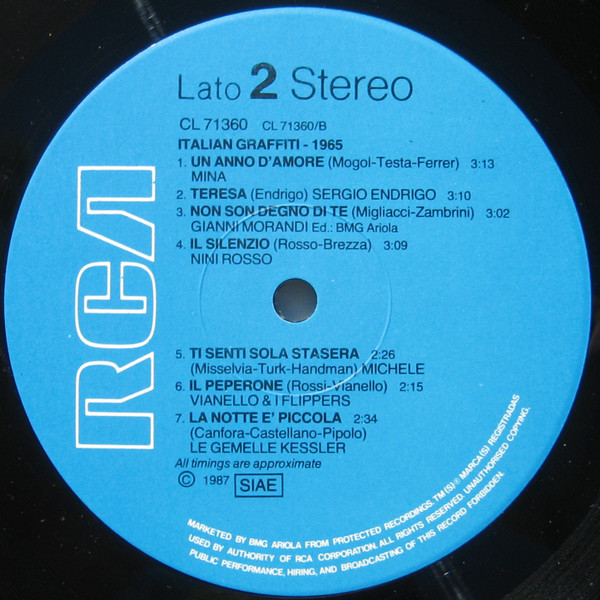 Lato 2 Stereo
CL 71360 CL 71360/B
ITALIAN GRAFFITI - 1965
1. UN ANNO D'AMORE (Mogol-Testa-Ferrer) 3:13
MINA
2. TERESA (Endrigo) SERGIO ENDRIGO 3:10
3. NON SON DEGNO DI TE (Migliacci-Zambrini) 3:02
GIANNI MORANDI Ed.: BMG Ariola
4. IL SILENZIO (Rosso-Brezza) 3:09
NINI ROSSO
RCA
5. TI SENTI SOLA STASERA 2:26
(Misselvia-Turk-Handman) MICHELE
6. IL PEPERONE (Rossi-Vianello) 2:15
VIANELLO & I FLIPPERS
7. LA NOTTE E' PICCOLA 2:34
(Canfora-Castellano-Pipolo)
LE GEMELLE KESSLER
All timings are approximate
© 1987 SIAE
MARKETED BY BMG ARIOLA FROM PROTECTED RECORDINGS. TM(S) ® MARCA(S) REGISTRADAS
USED BY AUTHORITY OF RCA CORPORATION. ALL RIGHTS RESERVED. UNAUTHORISED COPYING,
PUBLIC PERFORMANCE, HIRING, AND BROADCASTING OF THIS RECORD FORBIDDEN.